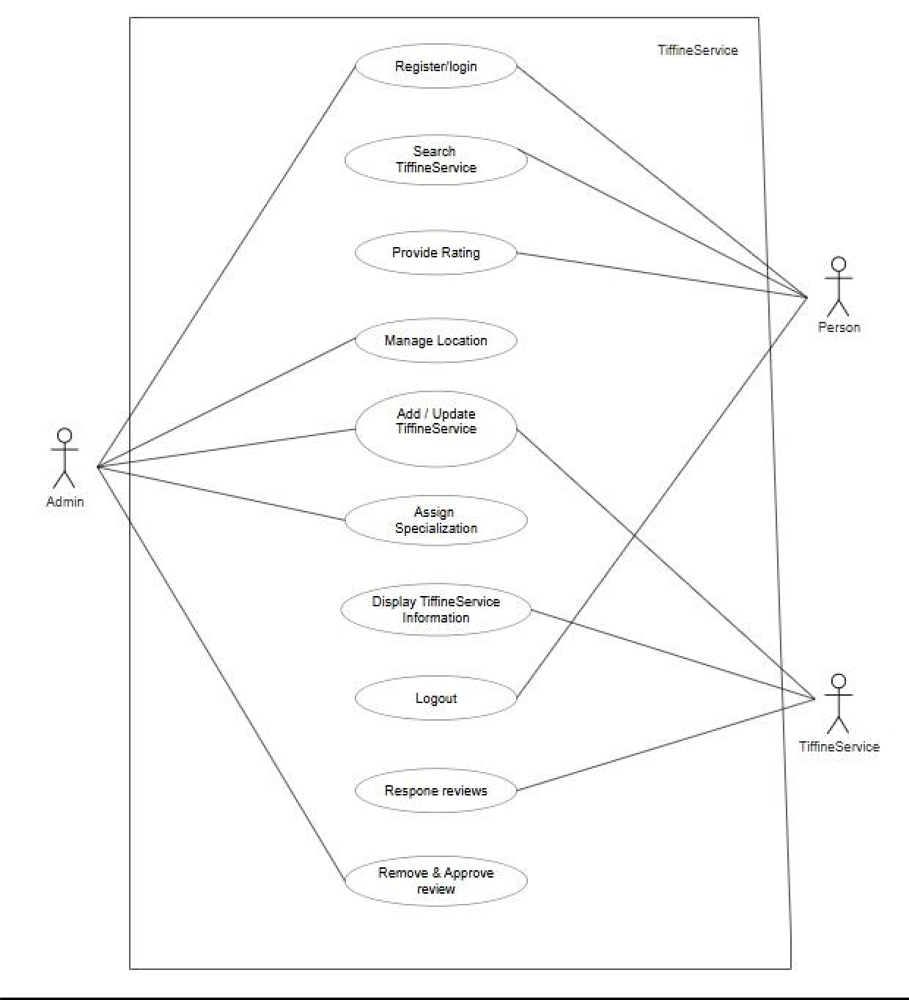 TiffineService
Register/login
Search
TiffineService
Provide Rating
Person
Manage Location
Add / Update
TiffineService
Admin
Assign
Specialization
Display TiffineService
Information
Logout
TiffineService
Respone reviews
Remove & Approve
review